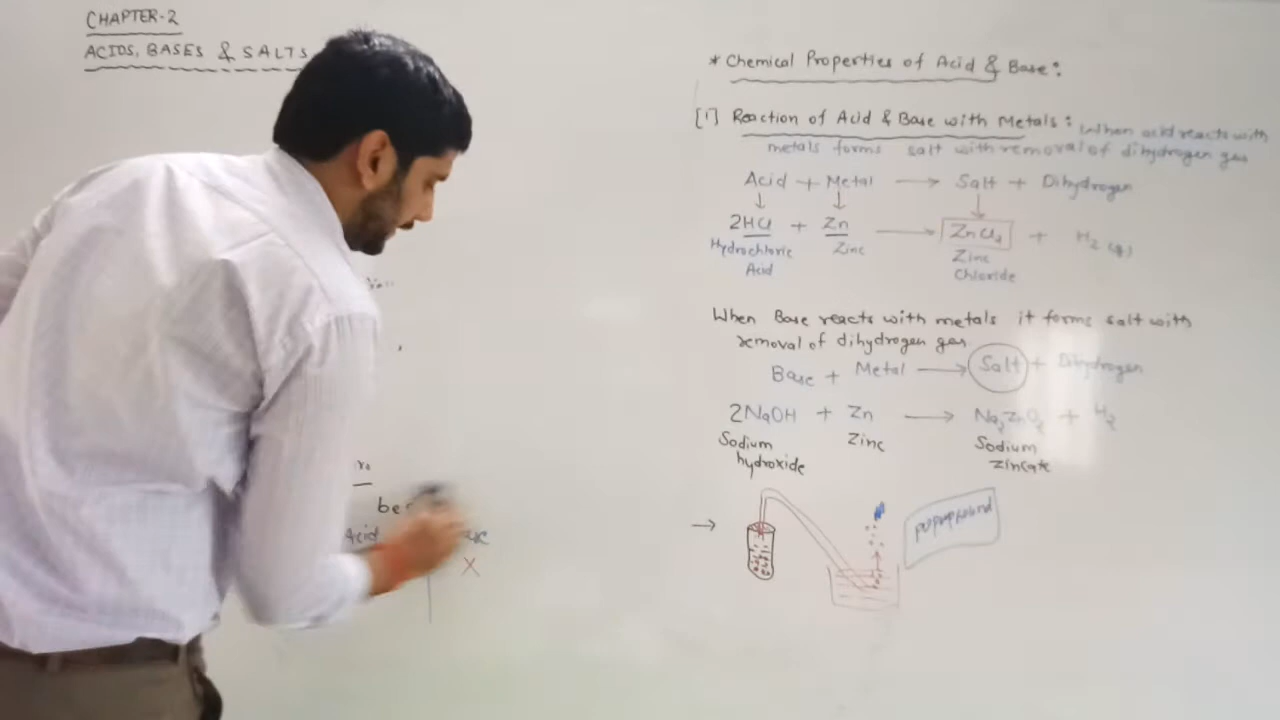 CHAPTER-2
ACIDS, BASES & SALTS
* Chemical Properties of Acid & Base:
[1] Reaction of Acid & Base with Metals: When acid reacts with
metals forms salt with removal of dihydrogen gas
Acid + Metal → Salt + Dihydrogen
↓ ↓ ↓
2HCl + Zn → ZnCl2 + H2(g)
Hydrochloric Acid
Zinc
Zinc Chloride
When Base reacts with metals it forms salt with
removal of dihydrogen gas
Base + Metal → Salt + Dihydrogen
2NaOH + Zn → Na2ZnO2 + H2
Sodium hydroxide
Zinc
Sodium zincate
→
Acid
X